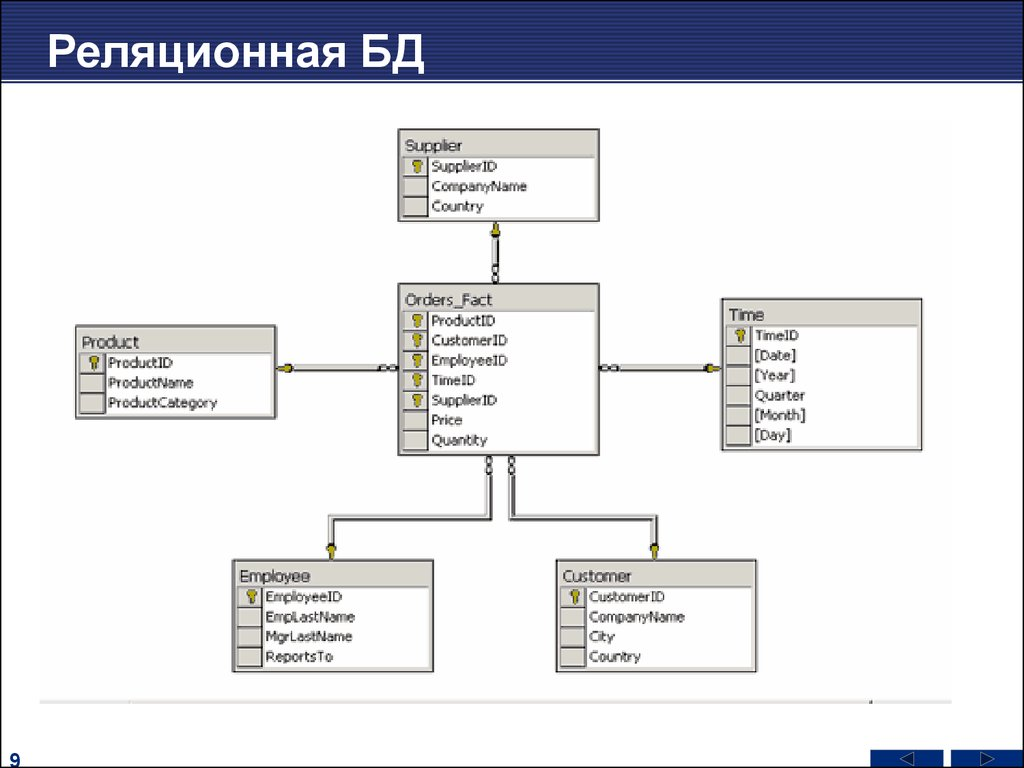 Реляционная БД
Supplier
SupplierID
CompanyName
Country
Orders_Fact
ProductID
CustomerID
EmployeeID
TimeID
SupplierID
Price
Quantity
Product
ProductID
ProductName
ProductCategory
Time
TimeID
[Date]
[Year]
Quarter
[Month]
[Day]
Employee
EmployeeID
EmpLastName
MgrLastName
ReportsTo
Customer
CustomerID
CompanyName
City
Country
9